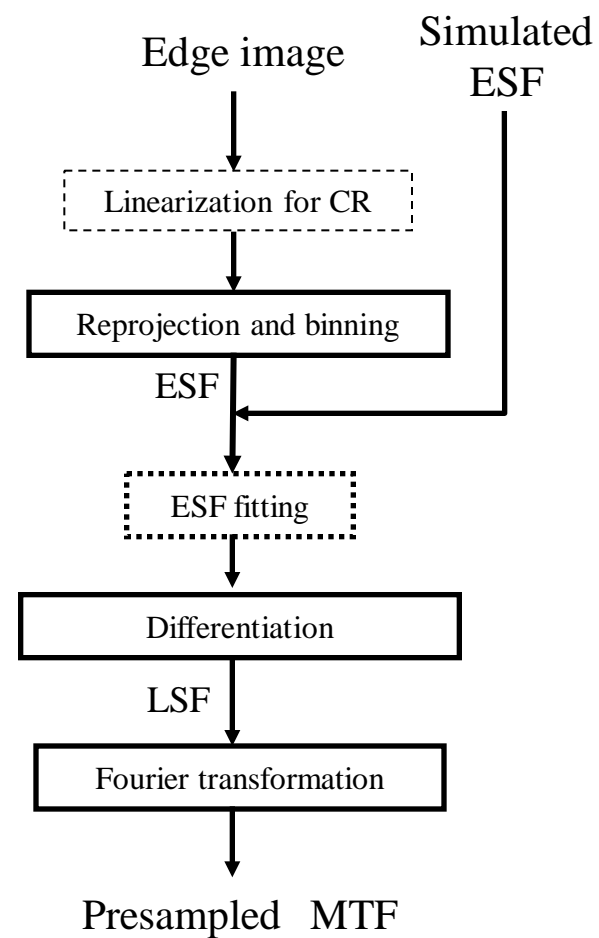 Edge image
Simulated
ESF
Linearization for CR
Reprojection and binning
ESF
ESF fitting
Differentiation
LSF
Fourier transformation
Presampled MTF